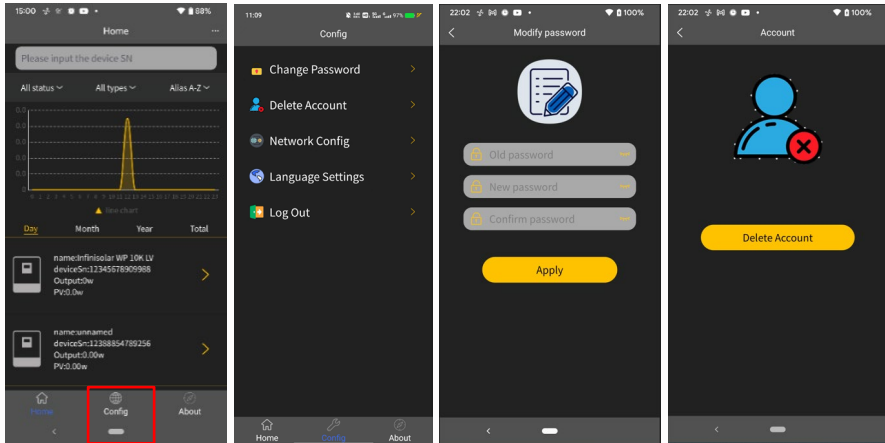 15:00
88%
Home
Please input the device SN
All status
All types
Alias A-Z
0.0
0.0
0.0
0.0
0.0
0
line chart
Day Month Year Total
name:Infinisolar WP 10K LV
deviceSn:12345678909988
Output:0w
PV:0.0w
name:unnamed
deviceSn:12388854789256
Output:0.00w
PV:0.00w
Home Config About
11:09
97%
Config
Change Password
Delete Account
Network Config
Language Settings
Log Out
Home Config About
22:02
100%
Modify password
Old password
New password
Confirm password
Apply
22:02
100%
Account
Delete Account